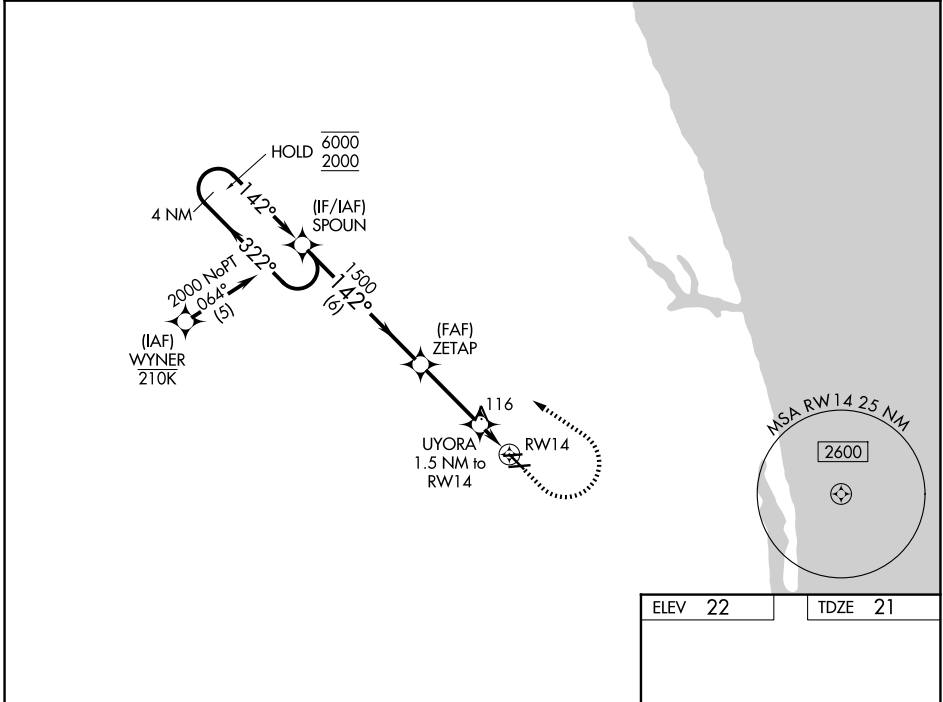 HOLD 6000
2000
142°
4 NM
(IF/IAF)
SPOUN
322°
2000 NoPT
064°
(5)
1500
142°
(6)
(IAF)
WYNER
210K
(FAF)
ZETAP
116
UYORA
1.5 NM to
RW14
RW14
MSA RW14 25 NM
2600
ELEV 22
TDZE 21